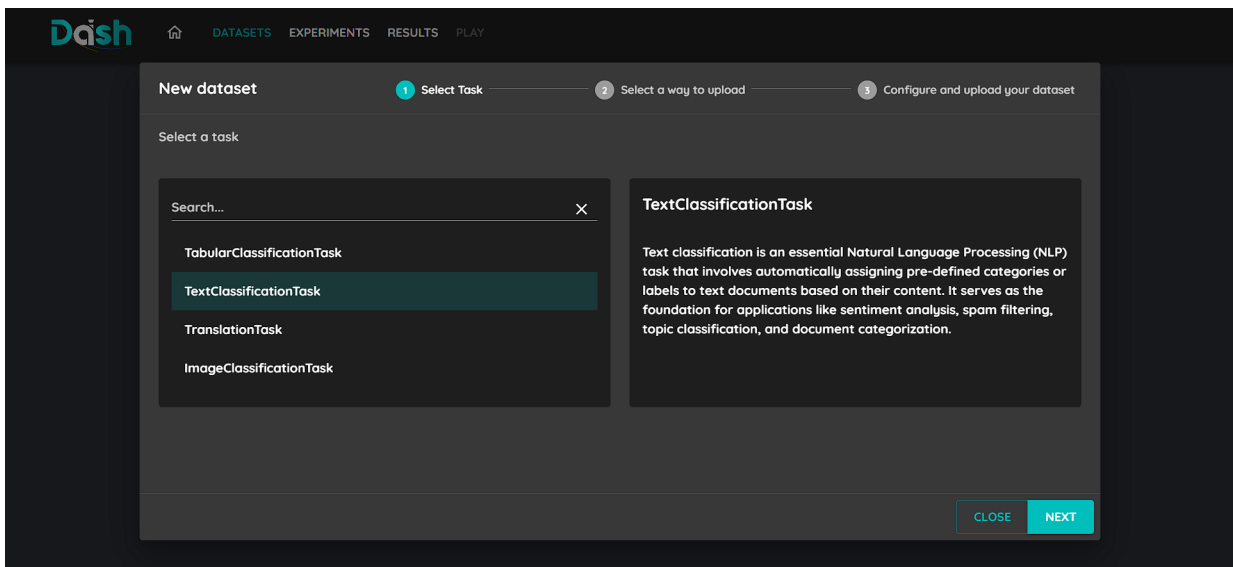 Dash
DATASETS EXPERIMENTS RESULTS PLAY
New dataset
1 Select Task
2 Select a way to upload
3 Configure and upload your dataset
Select a task
Search...
TabularClassificationTask
TextClassificationTask
TranslationTask
ImageClassificationTask
TextClassificationTask
Text classification is an essential Natural Language Processing (NLP)
task that involves automatically assigning pre-defined categories or
labels to text documents based on their content. It serves as the
foundation for applications like sentiment analysis, spam filtering,
topic classification, and document categorization.
CLOSE NEXT